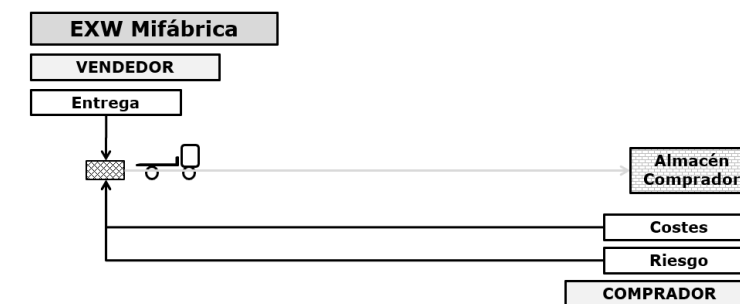 EXW Mifábrica
VENDEDOR
Entrega
Almacén
Comprador
Costes
Riesgo
COMPRADOR